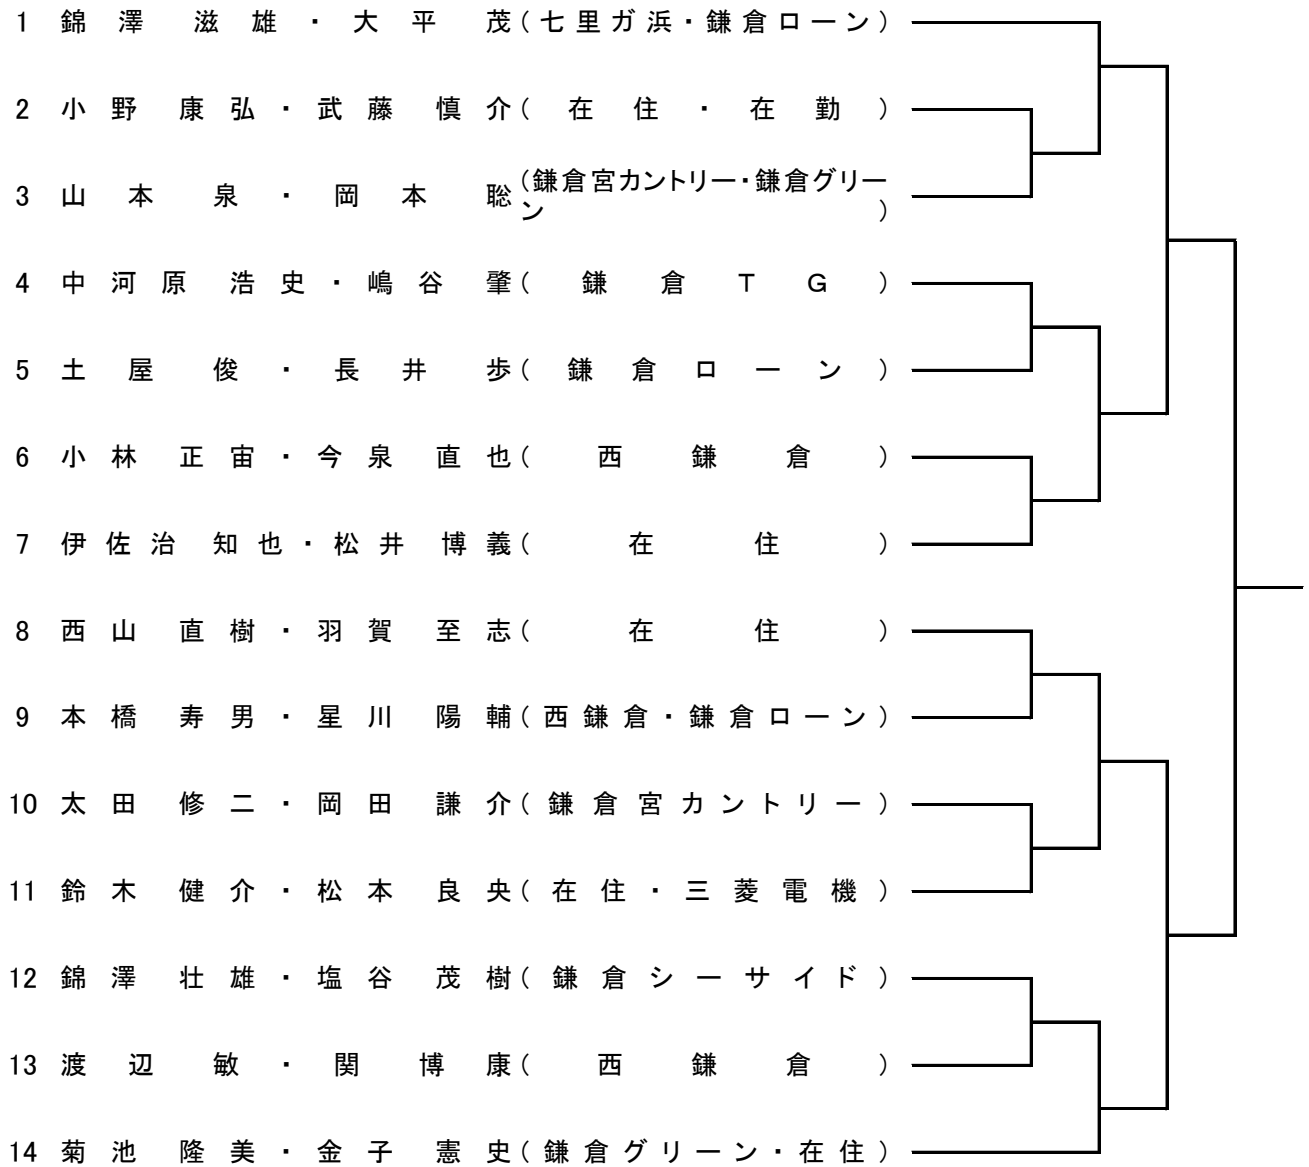 1 錦澤 滋雄・大平 茂(七里ガ浜・鎌倉ローン)
2 小野 康弘・武藤 慎介(在住・在勤)
3 山本 泉・岡本 聡(鎌倉宮カントリー・鎌倉グリー
ン)
4 中河原 浩史・嶋谷 肇(鎌倉TG)
5 土屋 俊・長井 歩(鎌倉ローン)
6 小林 正宙・今泉 直也(西鎌倉)
7 伊佐治 知也・松井 博義(在住)
8 西山 直樹・羽賀 至志(在住)
9 本橋 寿男・星川 陽輔(西鎌倉・鎌倉ローン)
10 太田 修二・岡田 謙介(鎌倉宮カントリー)
11 鈴木 健介・松本 良央(在住・三菱電機)
12 錦澤 壮雄・塩谷 茂樹(鎌倉シーサイド)
13 渡辺 敏・関 博康(西鎌倉)
14 菊池 隆美・金子 憲史(鎌倉グリーン・在住)